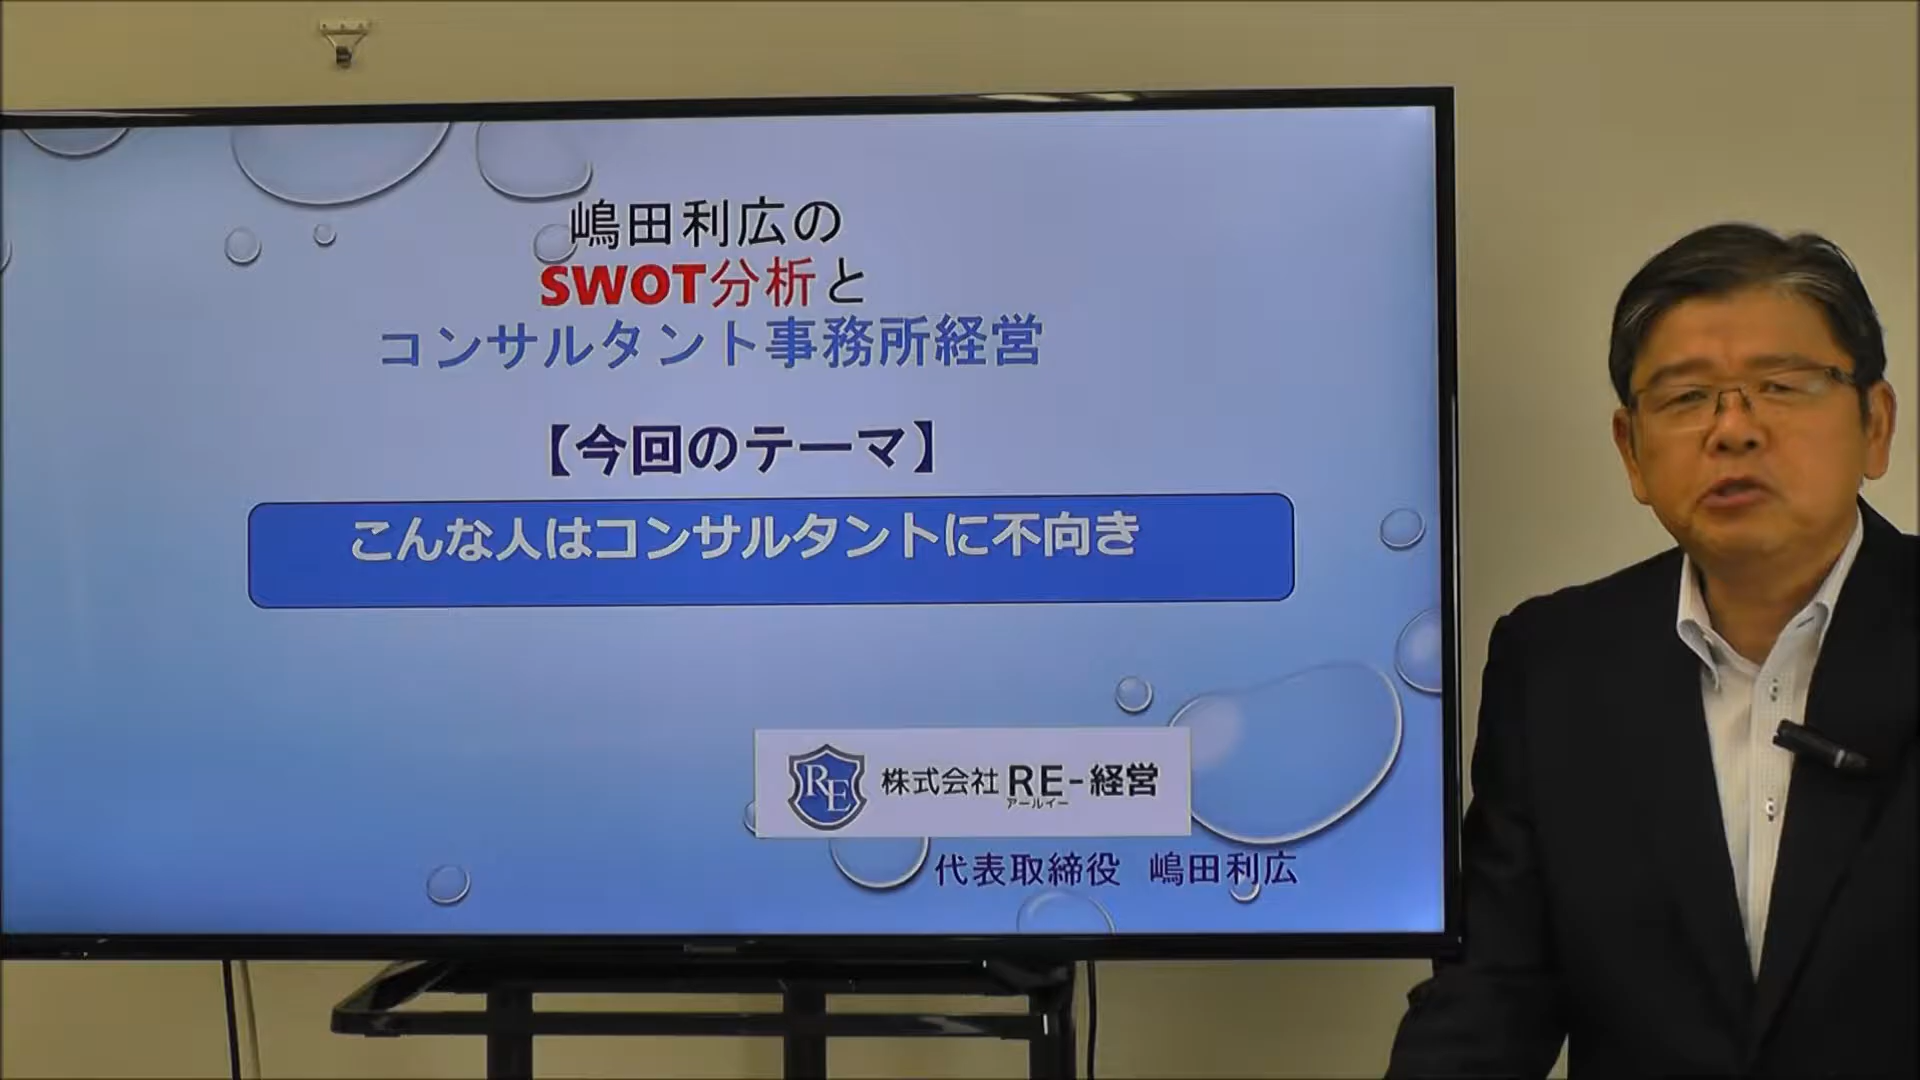 嶋田利広の
SWOT分析と
コンサルタント事務所経営
【今回のテーマ】
こんな人はコンサルタントに不向き
RE 株式会社 RE-経営
アールイー
代表取締役 嶋田利広